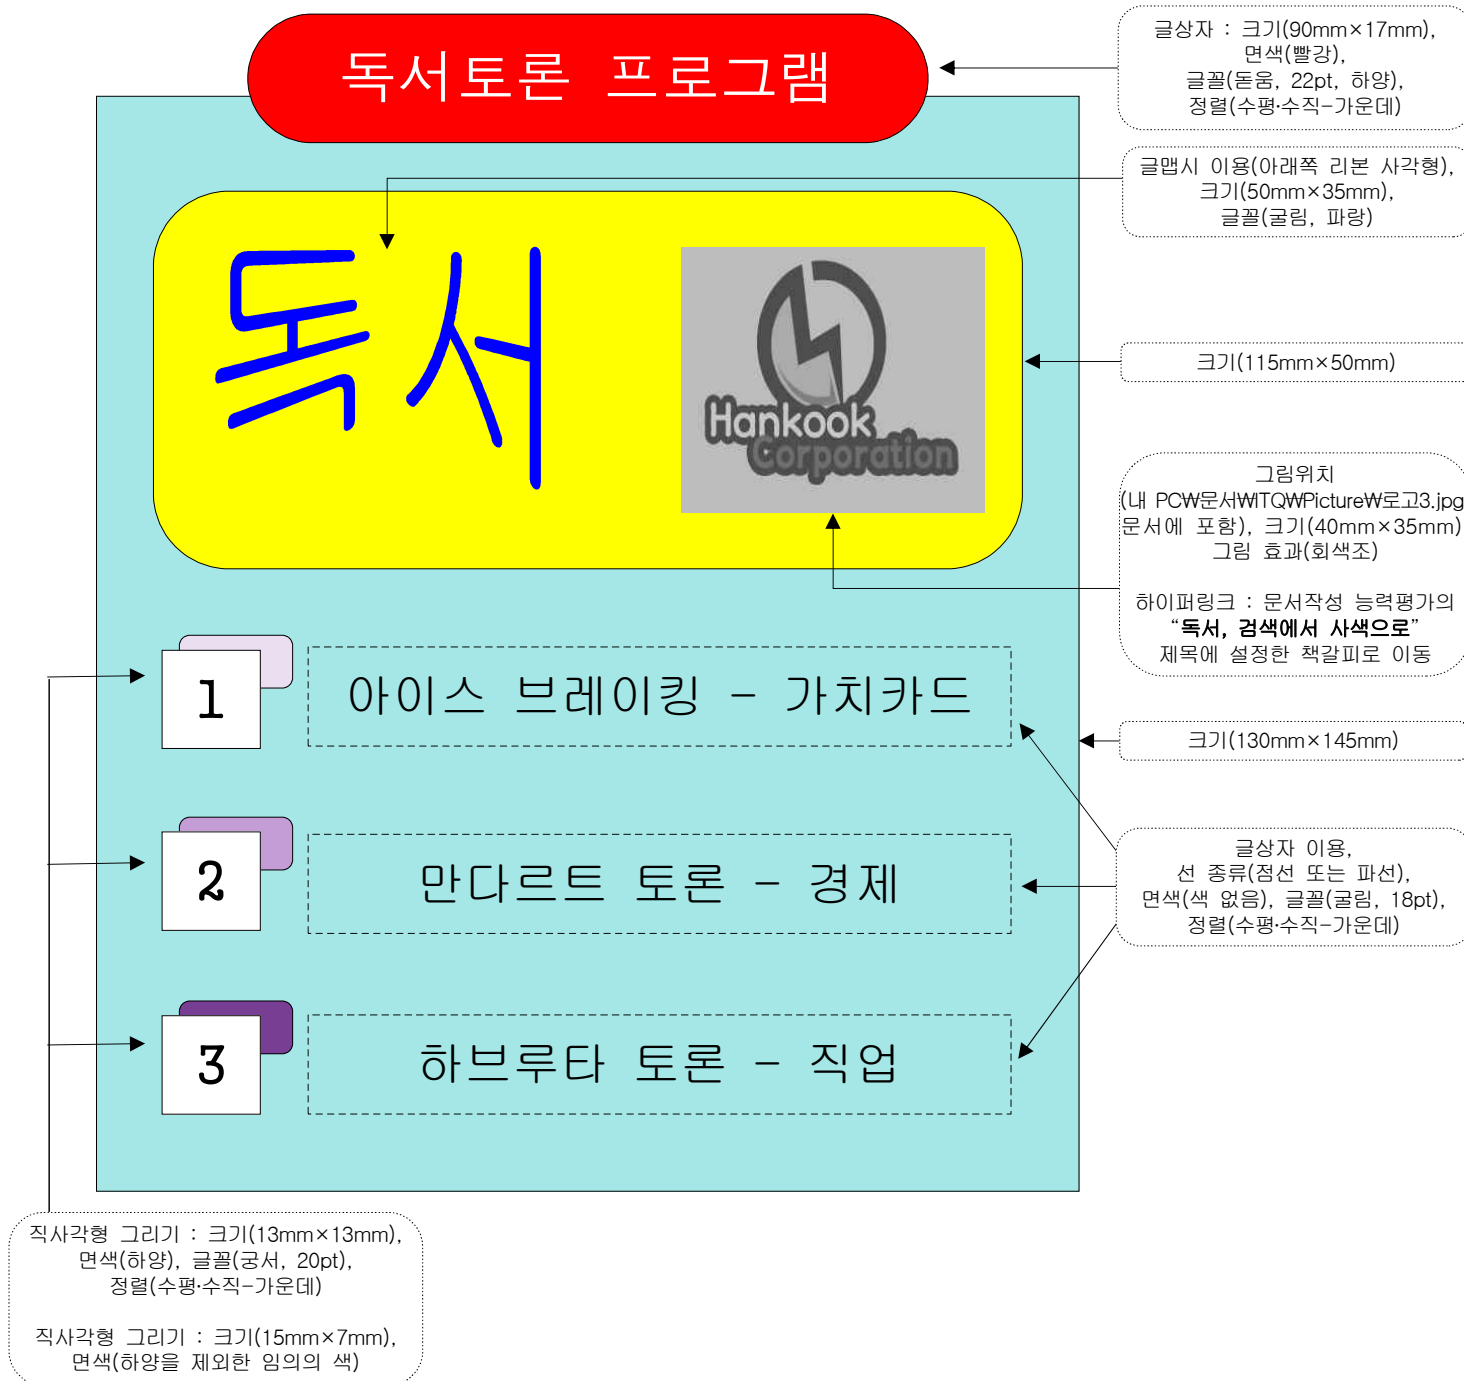 독서토론 프로그램
글상자 : 크기(90mm×17mm),
면색(빨강),
글꼴(돋움, 22pt, 하양),
정렬(수평·수직-가운데)
글맵시 이용(아래쪽 리본 사각형),
크기(50mm×35mm),
글꼴(굴림, 파랑)
독서
Hankook
Corporation
크기(115mm×50mm)
그림위치
(내 PC₩문서₩ITQ₩Picture₩로고3.jpg
문서에 포함), 크기(40mm×35mm)
그림 효과(회색조)
하이퍼링크 : 문서작성 능력평가의
“독서, 검색에서 사색으로”
제목에 설정한 책갈피로 이동
1
아이스 브레이킹 - 가치카드
크기(130mm×145mm)
2
만다르트 토론 - 경제
글상자 이용,
선 종류(점선 또는 파선),
면색(색 없음), 글꼴(굴림, 18pt),
정렬(수평·수직-가운데)
3
하브루타 토론 - 직업
직사각형 그리기 : 크기(13mm×13mm),
면색(하양), 글꼴(궁서, 20pt),
정렬(수평·수직-가운데)
직사각형 그리기 : 크기(15mm×7mm),
면색(하양을 제외한 임의의 색)